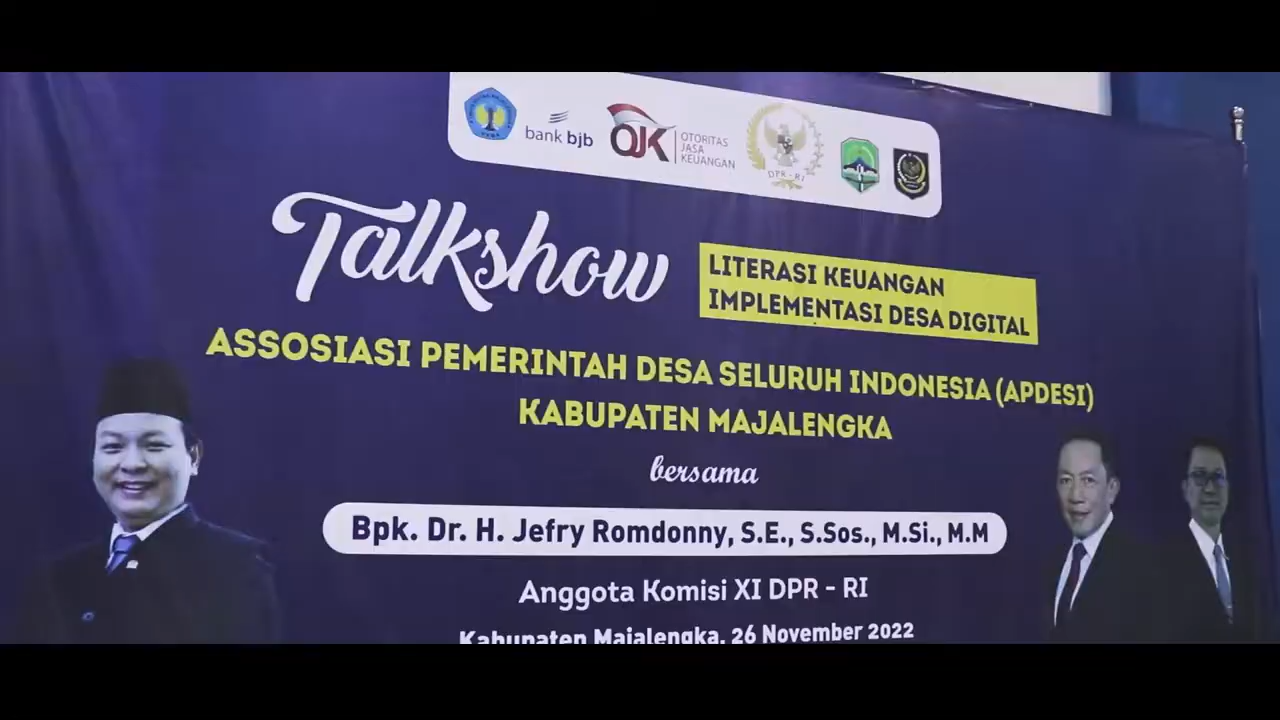 bank bjb
OJK
OTORITAS
JASA
KEUANGAN
DPR - RI
Talkshow
LITERASI KEUANGAN
IMPLEMENTASI DESA DIGITAL
ASSOSIASI PEMERINTAH DESA SELURUH INDONESIA (APDESI)
KABUPATEN MAJALENGKA
bersama
Bpk. Dr. H. Jefry Romdonny, S.E., S.Sos., M.Si., M.M
Anggota Komisi XI DPR - RI
Kabupaten Majalengka, 26 November 2022